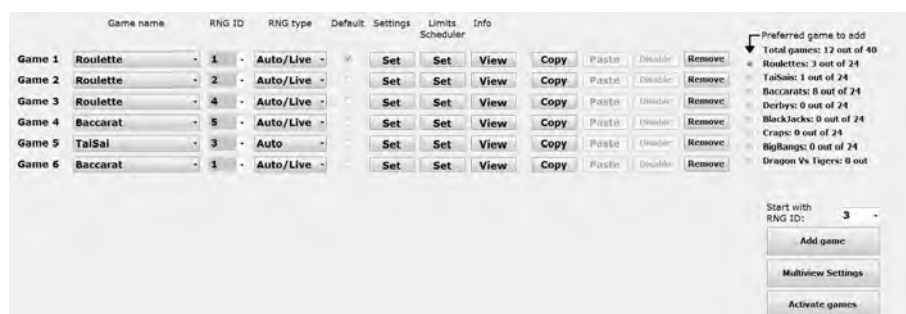 Game name RNG ID RNG type Default Settings Limits Scheduler Info
Game 1 Roulette 1 Auto/Live Set Set View Copy Paste Disable Remove
Game 2 Roulette 2 Auto/Live Set Set View Copy Paste Disable Remove
Game 3 Roulette 4 Auto/Live Set Set View Copy Paste Disable Remove
Game 4 Baccarat 5 Auto/Live Set Set View Copy Paste Disable Remove
Game 5 TaiSai 3 Auto Set Set View Copy Paste Disable Remove
Game 6 Baccarat 1 Auto/Live Set Set View Copy Paste Disable Remove
Preferred game to add
Total games: 12 out of 40
Roulettes: 3 out of 24
TaiSais: 1 out of 24
Baccarats: 8 out of 24
Derbys: 0 out of 24
BlackJacks: 0 out of 24
Craps: 0 out of 24
BigBangs: 0 out of 24
Dragon Vs Tigers: 0 out
Start with
RNG ID: 3
Add game
Multiview Settings
Activate games